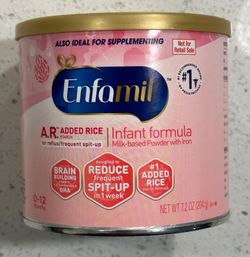 ALSO IDEAL FOR SUPPLEMENTING
Not for
Retail Sale
Enfamil
#1
A.R. ADDED RICE
STARCH
for reflux/frequent spit-up
Infant formula
Milk-based Powder with Iron
BRAIN
BUILDING
DHA
designed to
REDUCE
frequent
SPIT-UP
in 1 week
#1 ADDED
RICE
0-12
months
NET WT 7.2 OZ (204 g)